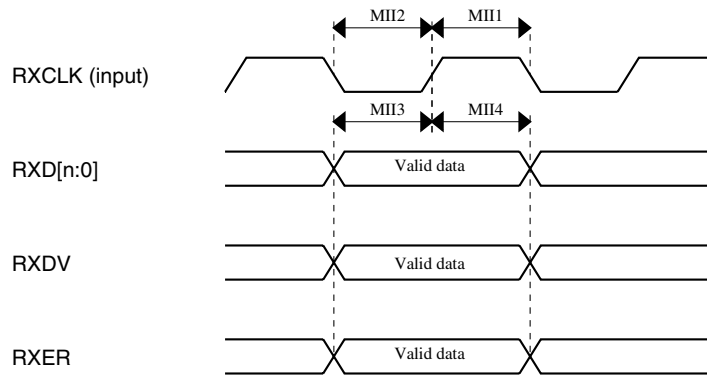 MII2 MII1
RXCLK (input)
MII3 MII4
RXD[n:0] Valid data
RXDV Valid data
RXER Valid data